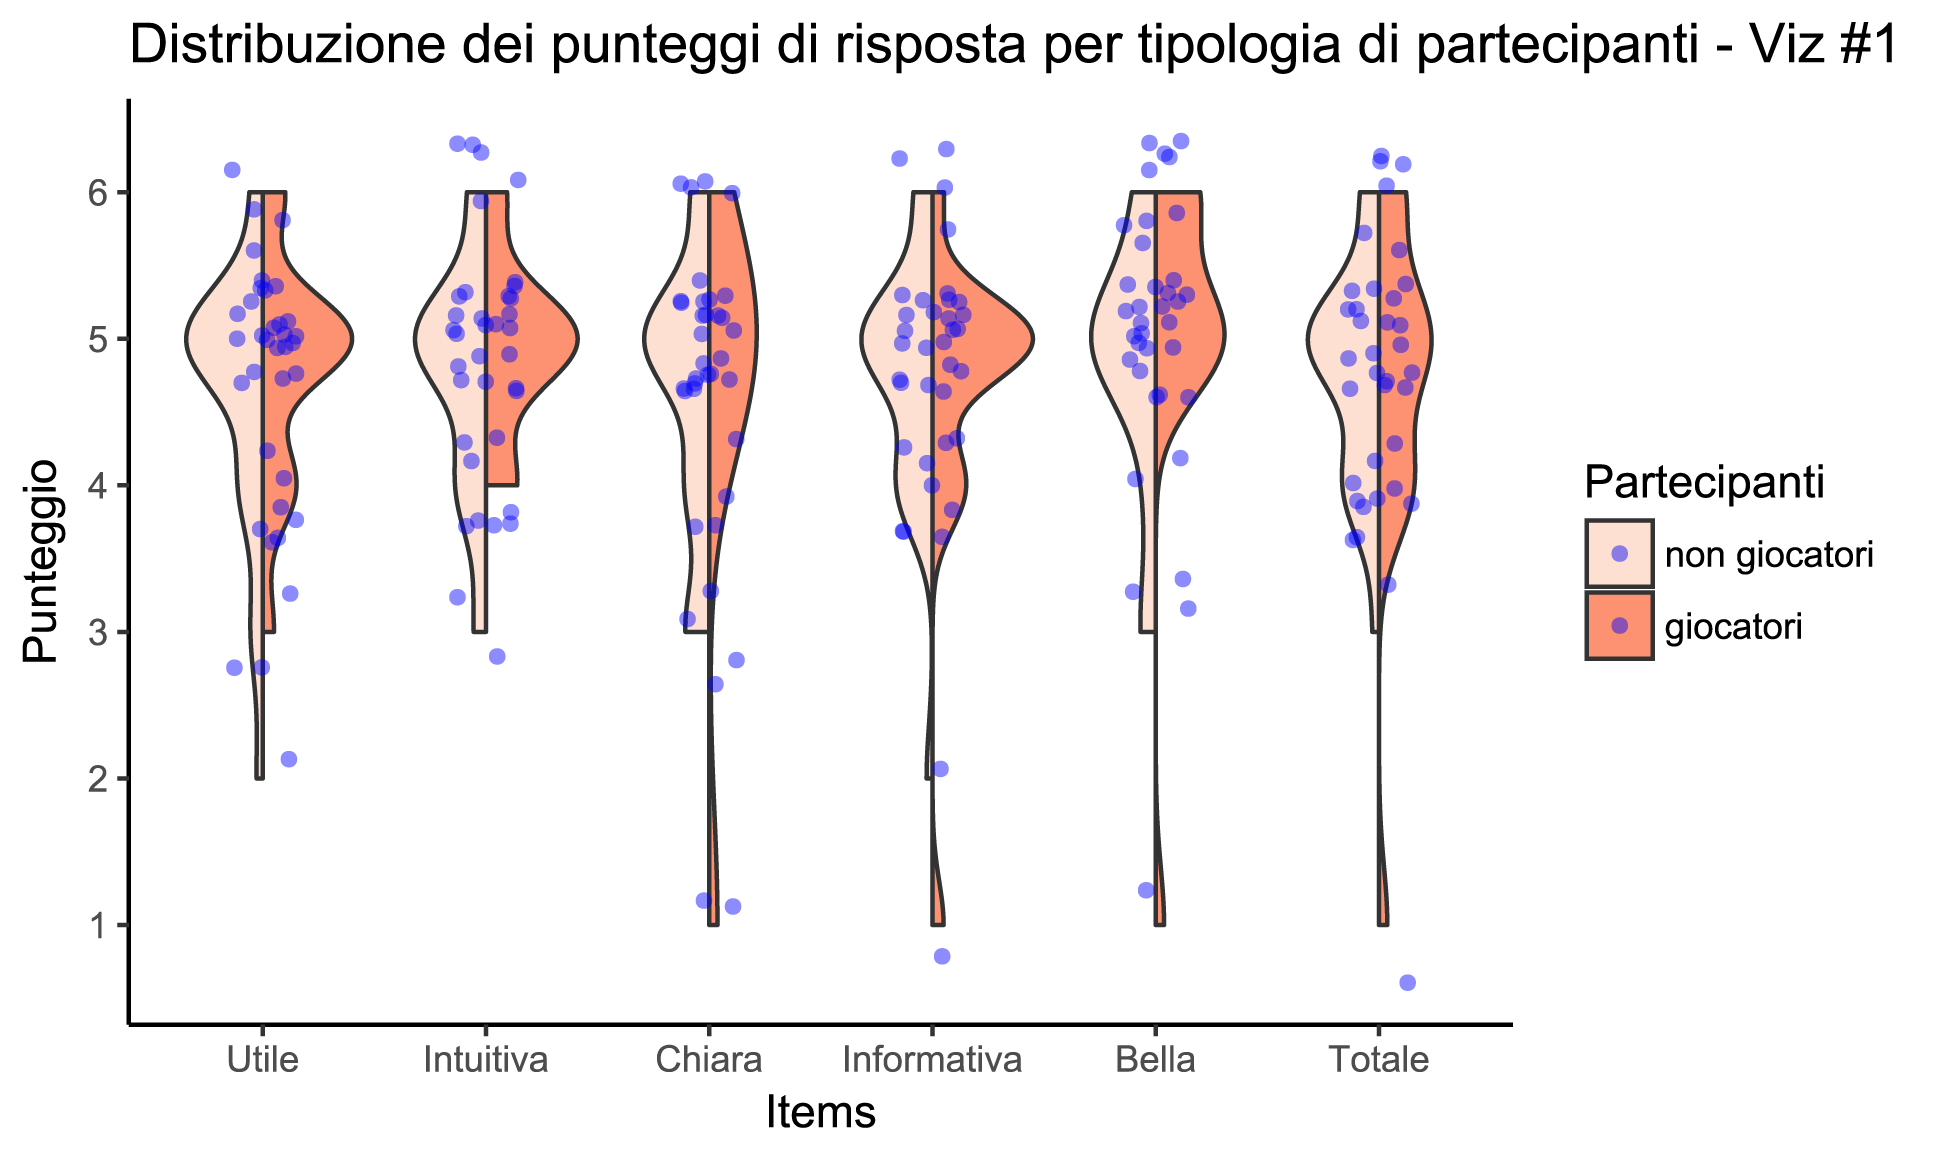 Distribuzione dei punteggi di risposta per tipologia di partecipanti - Viz #1
6
5
4
3
2
1
Punteggio
Utile
Intuitiva
Chiara
Informativa
Bella
Totale
Items
Partecipanti
non giocatori
giocatori